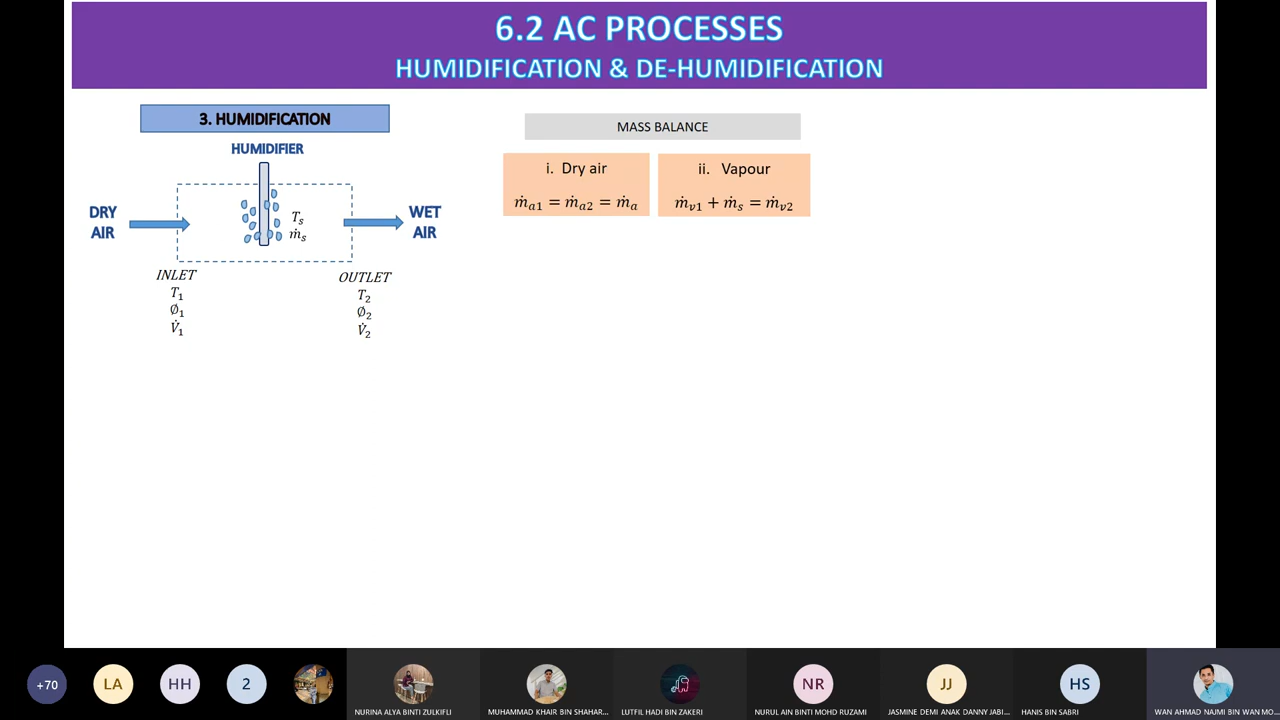 6.2 AC PROCESSES
HUMIDIFICATION & DE-HUMIDIFICATION
3. HUMIDIFICATION
HUMIDIFIER
DRY
AIR
Tₛ
ṁₛ
WET
AIR
INLET
T₁
∅₁
V̇₁
OUTLET
T₂
∅₂
V̇₂
MASS BALANCE
i. Dry air
ṁₐ₁ = ṁₐ₂ = ṁₐ
ii. Vapour
ṁᵥ₁ + ṁₛ = ṁᵥ₂
+70
LA
HH
2
NURINA ALYA BINTI ZULKIFLI
MUHAMMAD KHAIR BIN SHAHAR...
LUTFIL HADI BIN ZAKERI
NR
NURUL AIN BINTI MOHD RUZAMI
JJ
JASMINE DEMI ANAK DANNY JABI...
HS
HANIS BIN SABRI
WAN AHMAD NAIMI BIN WAN MO...